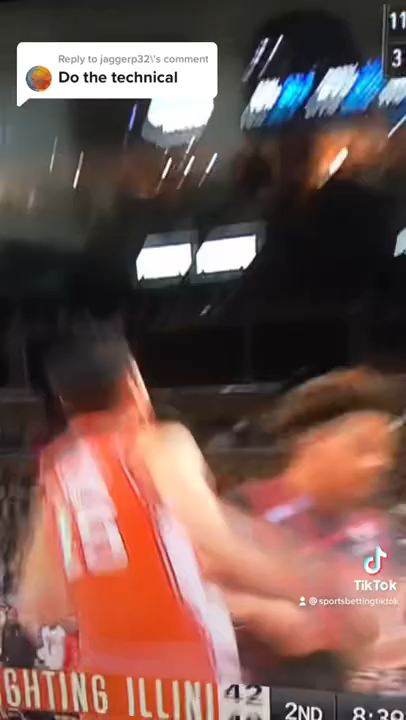 11
3
Reply to jaggerp32\'s comment
Do the technical
TikTok
@sportsbettingtiktok
GHTING ILLINI
42
2ND
8:39